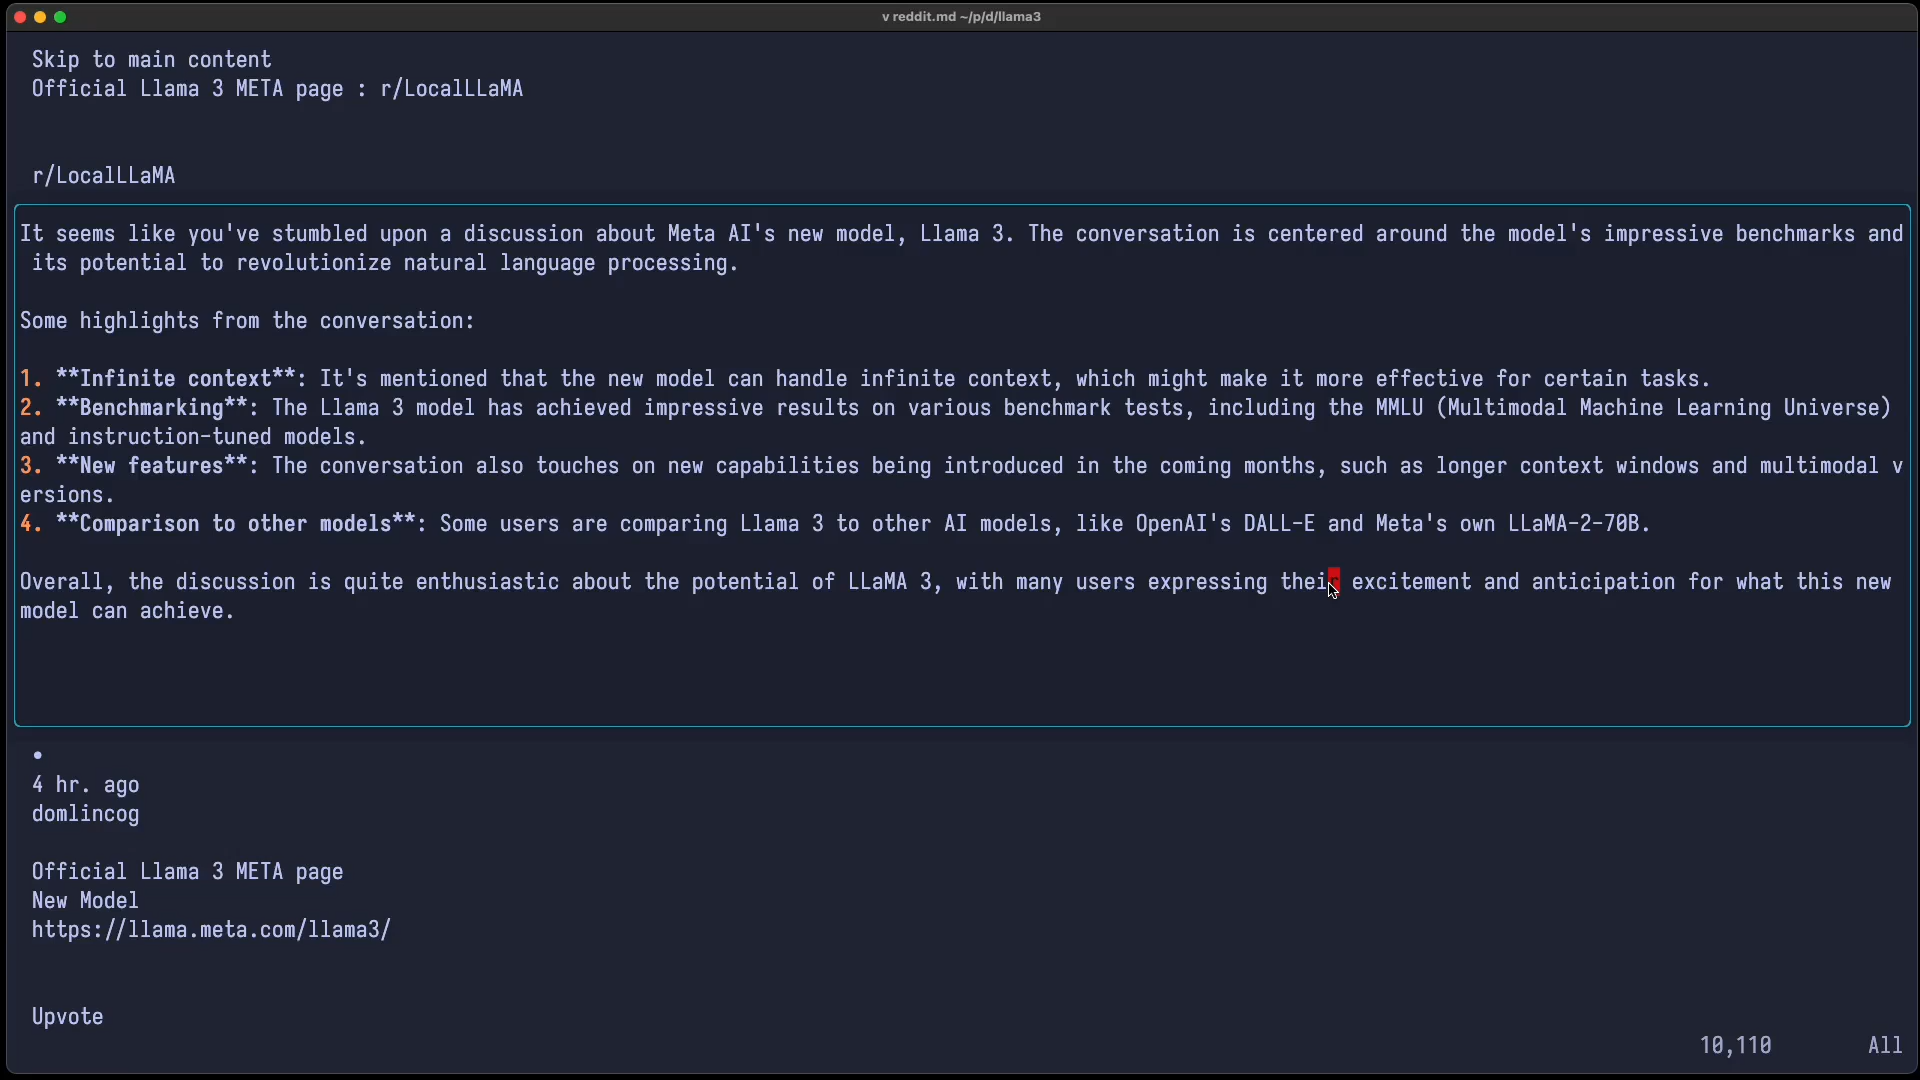 v reddit.md ~/p/d/llama3
Skip to main content
Official Llama 3 META page : r/LocalLLaMA
r/LocalLLaMA
It seems like you've stumbled upon a discussion about Meta AI's new model, Llama 3. The conversation is centered around the model's impressive benchmarks and
its potential to revolutionize natural language processing.
Some highlights from the conversation:
1. **Infinite context**: It's mentioned that the new model can handle infinite context, which might make it more effective for certain tasks.
2. **Benchmarking**: The Llama 3 model has achieved impressive results on various benchmark tests, including the MMLU (Multimodal Machine Learning Universe)
and instruction-tuned models.
3. **New features**: The conversation also touches on new capabilities being introduced in the coming months, such as longer context windows and multimodal v
ersions.
4. **Comparison to other models**: Some users are comparing Llama 3 to other AI models, like OpenAI's DALL-E and Meta's own LLaMA-2-70B.
Overall, the discussion is quite enthusiastic about the potential of LLaMA 3, with many users expressing their excitement and anticipation for what this new
model can achieve.
•
4 hr. ago
domlincog
Official Llama 3 META page
New Model
https://llama.meta.com/llama3/
Upvote
10,110 All